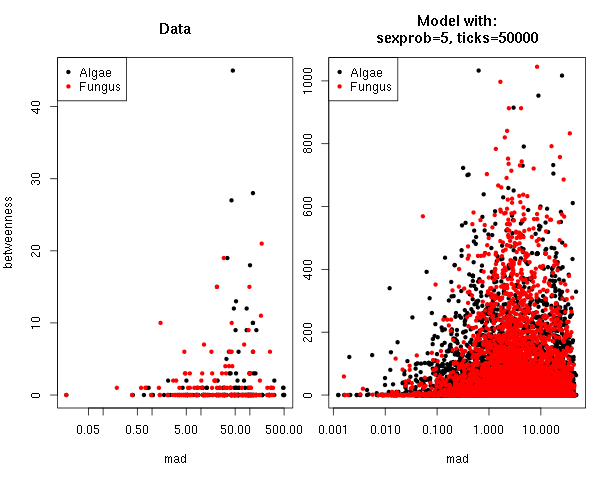 Data
Algae
Fungus
betweenness
0
10
20
30
40
0.05
0.50
5.00
50.00
500.00
mad
Model with:
sexprob=5, ticks=50000
Algae
Fungus
0
200
400
600
800
1000
0.001
0.010
0.100
1.000
10.000
mad